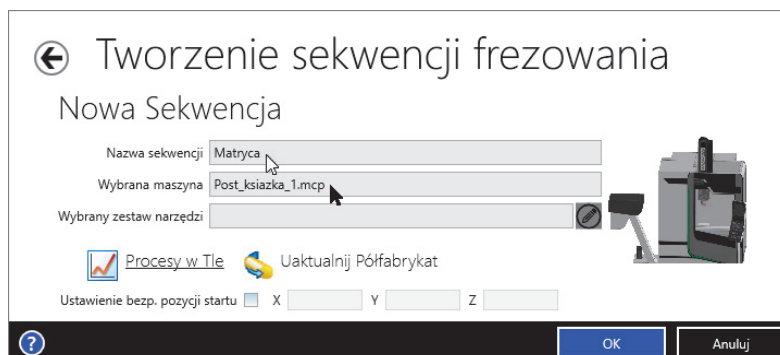 Tworzenie sekwencji frezowania
Nowa Sekwencja
Nazwa sekwencji Matryca
Wybrana maszyna Post_ksiazka_1.mcp
Wybrany zestaw narzędzi
Procesy w Tle Uaktualnij Półfabrykat
Ustawienie bezp. pozycji startu X Y Z
? OK Anuluj